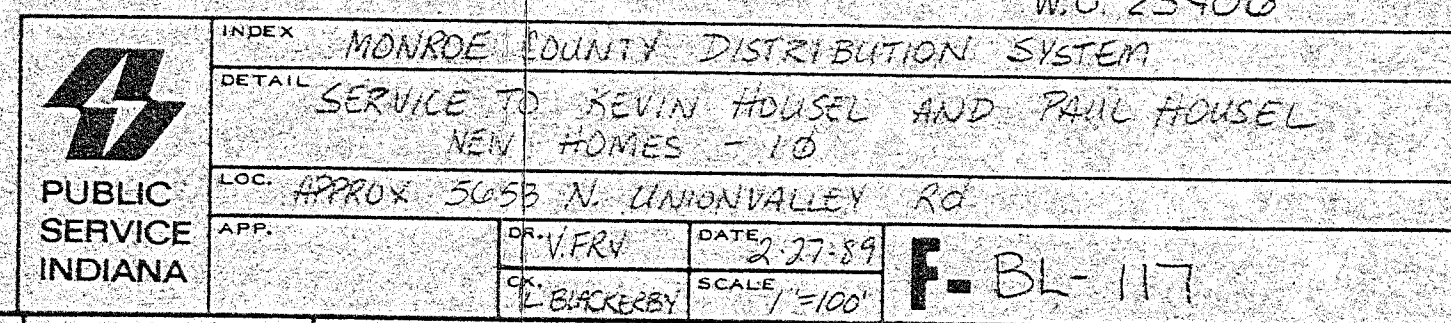 W.O. 23406
INDEX MONROE COUNTY DISTRIBUTION SYSTEM
DETAIL SERVICE TO KEVIN HOUSEL AND PAUL HOUSEL
NEW HOMES - 1Ø
LOC. APPROX 5653 N. UNIONVALLEY Rd
PUBLIC
SERVICE
INDIANA
APP.
DR. V. FRY
DATE 2-27-89
CK. L BLACKERBY
SCALE 1"=100'
F- BL-117